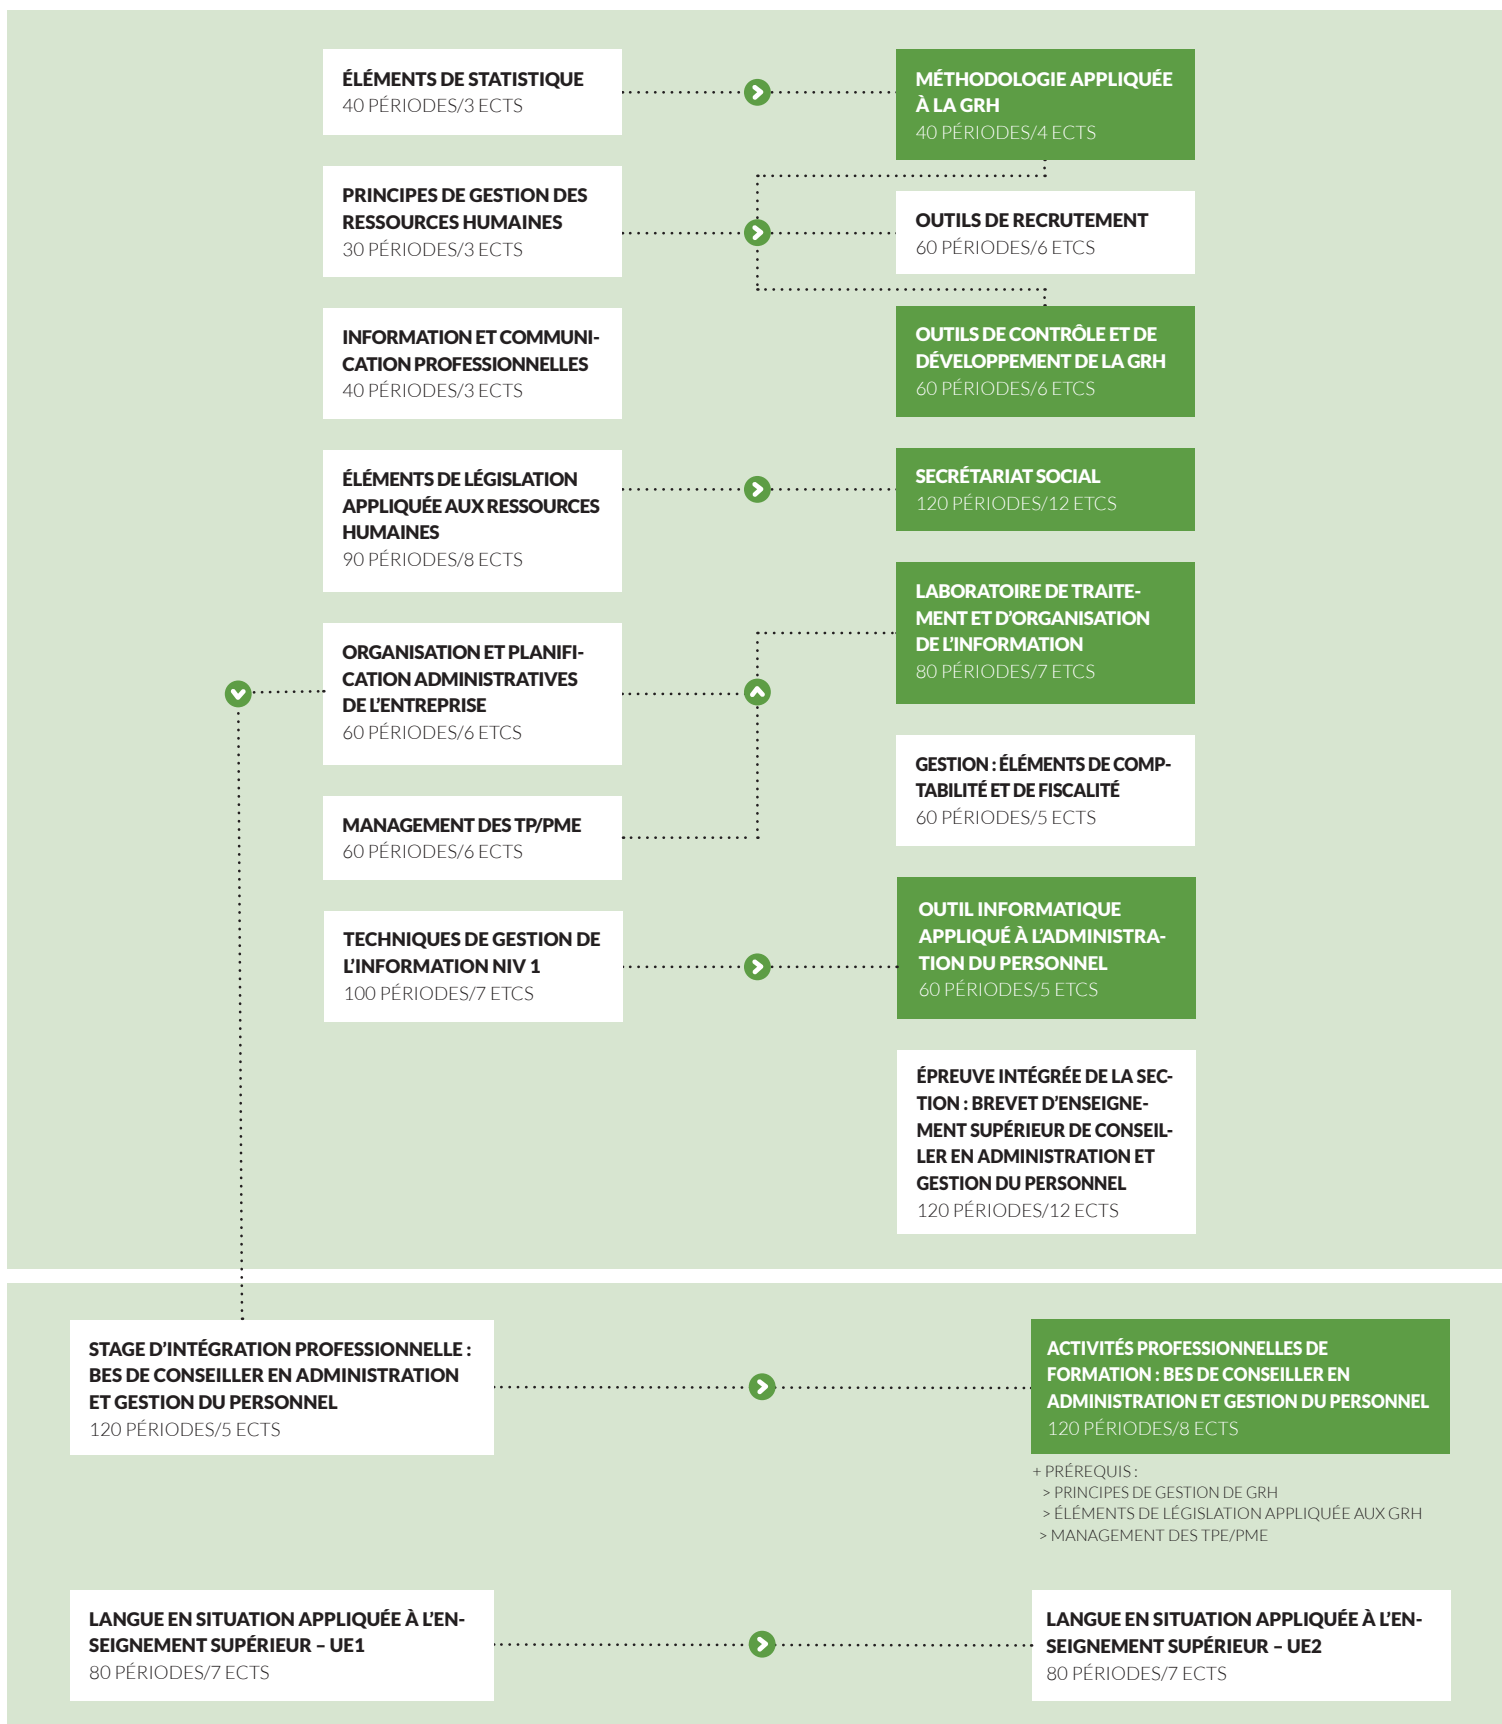 ÉLÉMENTS DE STATISTIQUE
40 PÉRIODES/3 ECTS
MÉTHODOLOGIE APPLIQUÉE
À LA GRH
40 PÉRIODES/4 ECTS
PRINCIPES DE GESTION DES
RESSOURCES HUMAINES
30 PÉRIODES/3 ECTS
OUTILS DE RECRUTEMENT
60 PÉRIODES/6 ETCS
INFORMATION ET COMMUNI-
CATION PROFESSIONNELLES
40 PÉRIODES/3 ECTS
OUTILS DE CONTRÔLE ET DE
DÉVELOPPEMENT DE LA GRH
60 PÉRIODES/6 ETCS
ÉLÉMENTS DE LÉGISLATION
APPLIQUÉE AUX RESSOURCES
HUMAINES
90 PÉRIODES/8 ECTS
SECRÉTARIAT SOCIAL
120 PÉRIODES/12 ETCS
LABORATOIRE DE TRAITE-
MENT ET D'ORGANISATION
DE L'INFORMATION
80 PÉRIODES/7 ETCS
ORGANISATION ET PLANIFI-
CATION ADMINISTRATIVES
DE L'ENTREPRISE
60 PÉRIODES/6 ETCS
GESTION : ÉLÉMENTS DE COMP-
TABILITÉ ET DE FISCALITÉ
60 PÉRIODES/5 ECTS
MANAGEMENT DES TP/PME
60 PÉRIODES/6 ECTS
OUTIL INFORMATIQUE
APPLIQUÉ À L'ADMINISTRA-
TION DU PERSONNEL
60 PÉRIODES/5 ETCS
TECHNIQUES DE GESTION DE
L'INFORMATION NIV 1
100 PÉRIODES/7 ETCS
ÉPREUVE INTÉGRÉE DE LA SEC-
TION : BREVET D'ENSEIGNE-
MENT SUPÉRIEUR DE CONSEIL-
LER EN ADMINISTRATION ET
GESTION DU PERSONNEL
120 PÉRIODES/12 ECTS
STAGE D'INTÉGRATION PROFESSIONNELLE :
BES DE CONSEILLER EN ADMINISTRATION
ET GESTION DU PERSONNEL
120 PÉRIODES/5 ECTS
ACTIVITÉS PROFESSIONNELLES DE
FORMATION : BES DE CONSEILLER EN
ADMINISTRATION ET GESTION DU PERSONNEL
120 PÉRIODES/8 ECTS
+ PRÉREQUIS :
> PRINCIPES DE GESTION DE GRH
> ÉLÉMENTS DE LÉGISLATION APPLIQUÉE AUX GRH
> MANAGEMENT DES TPE/PME
LANGUE EN SITUATION APPLIQUÉE À L'EN-
SEIGNEMENT SUPÉRIEUR – UE1
80 PÉRIODES/7 ECTS
LANGUE EN SITUATION APPLIQUÉE À L'EN-
SEIGNEMENT SUPÉRIEUR – UE2
80 PÉRIODES/7 ECTS